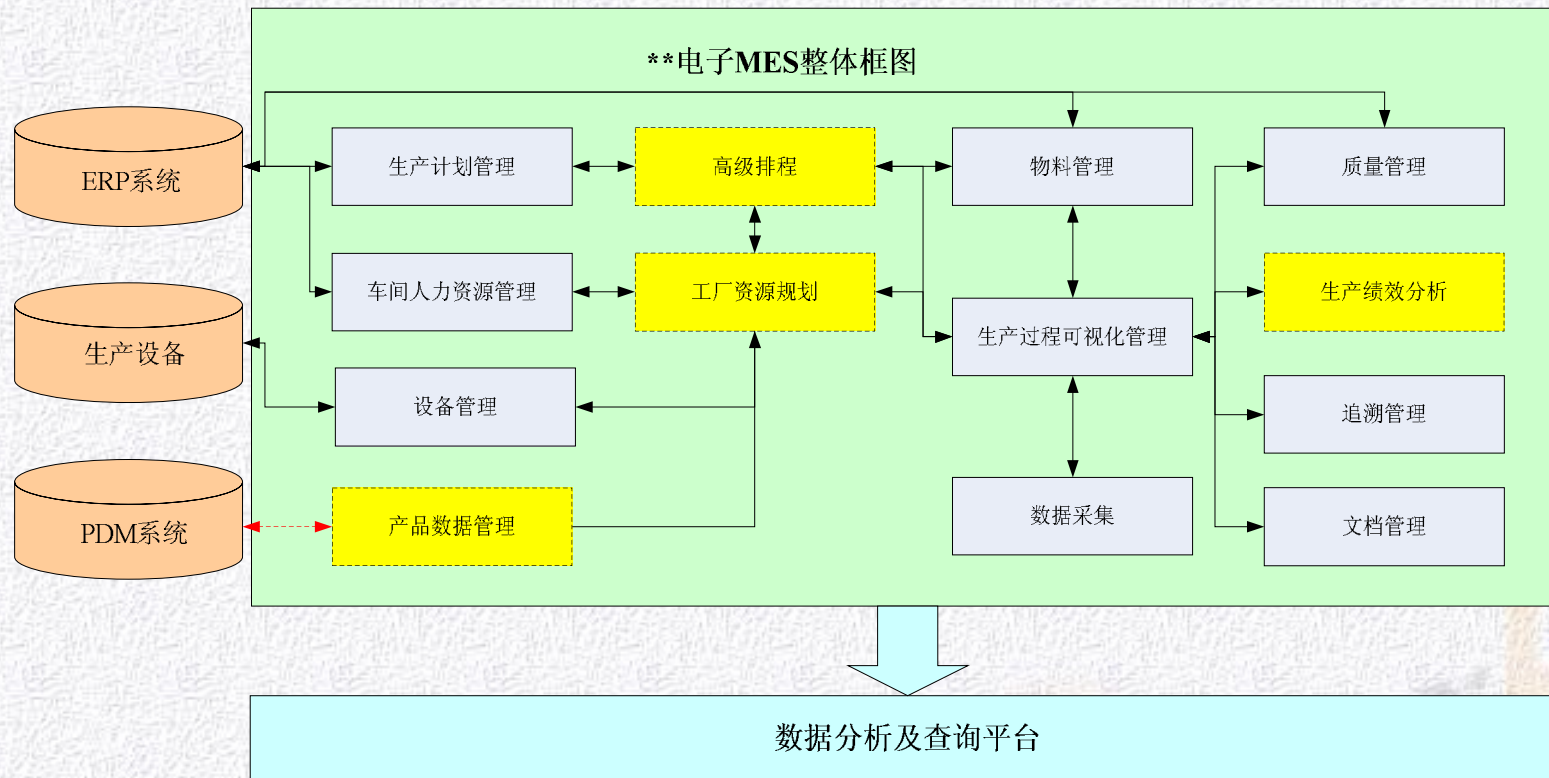 **电子MES整体框图
ERP系统
生产计划管理
高级排程
物料管理
质量管理
车间人力资源管理
工厂资源规划
生产绩效分析
生产设备
生产过程可视化管理
设备管理
追溯管理
PDM系统
产品数据管理
数据采集
文档管理
数据分析及查询平台